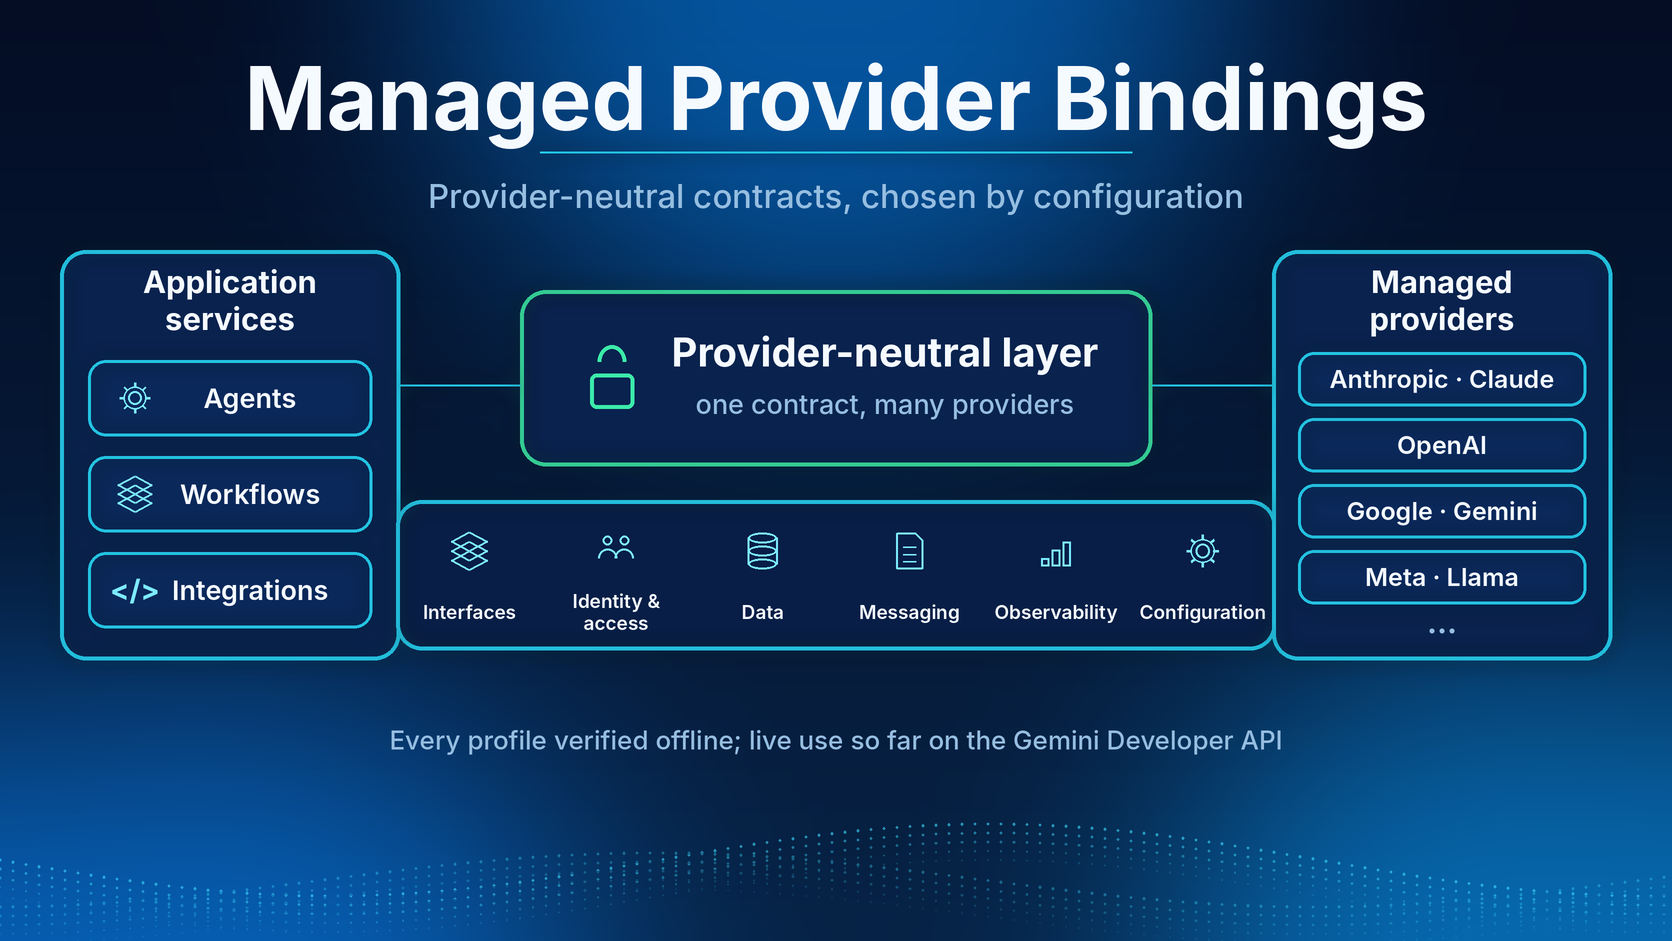 Managed Provider Bindings
Provider-neutral contracts, chosen by configuration
Application
services
Agents
Workflows
</> Integrations
Provider-neutral layer
one contract, many providers
Interfaces
Identity &
access
Data
Messaging
Observability
Configuration
Managed
providers
Anthropic · Claude
OpenAI
Google · Gemini
Meta · Llama
...
Every profile verified offline; live use so far on the Gemini Developer API